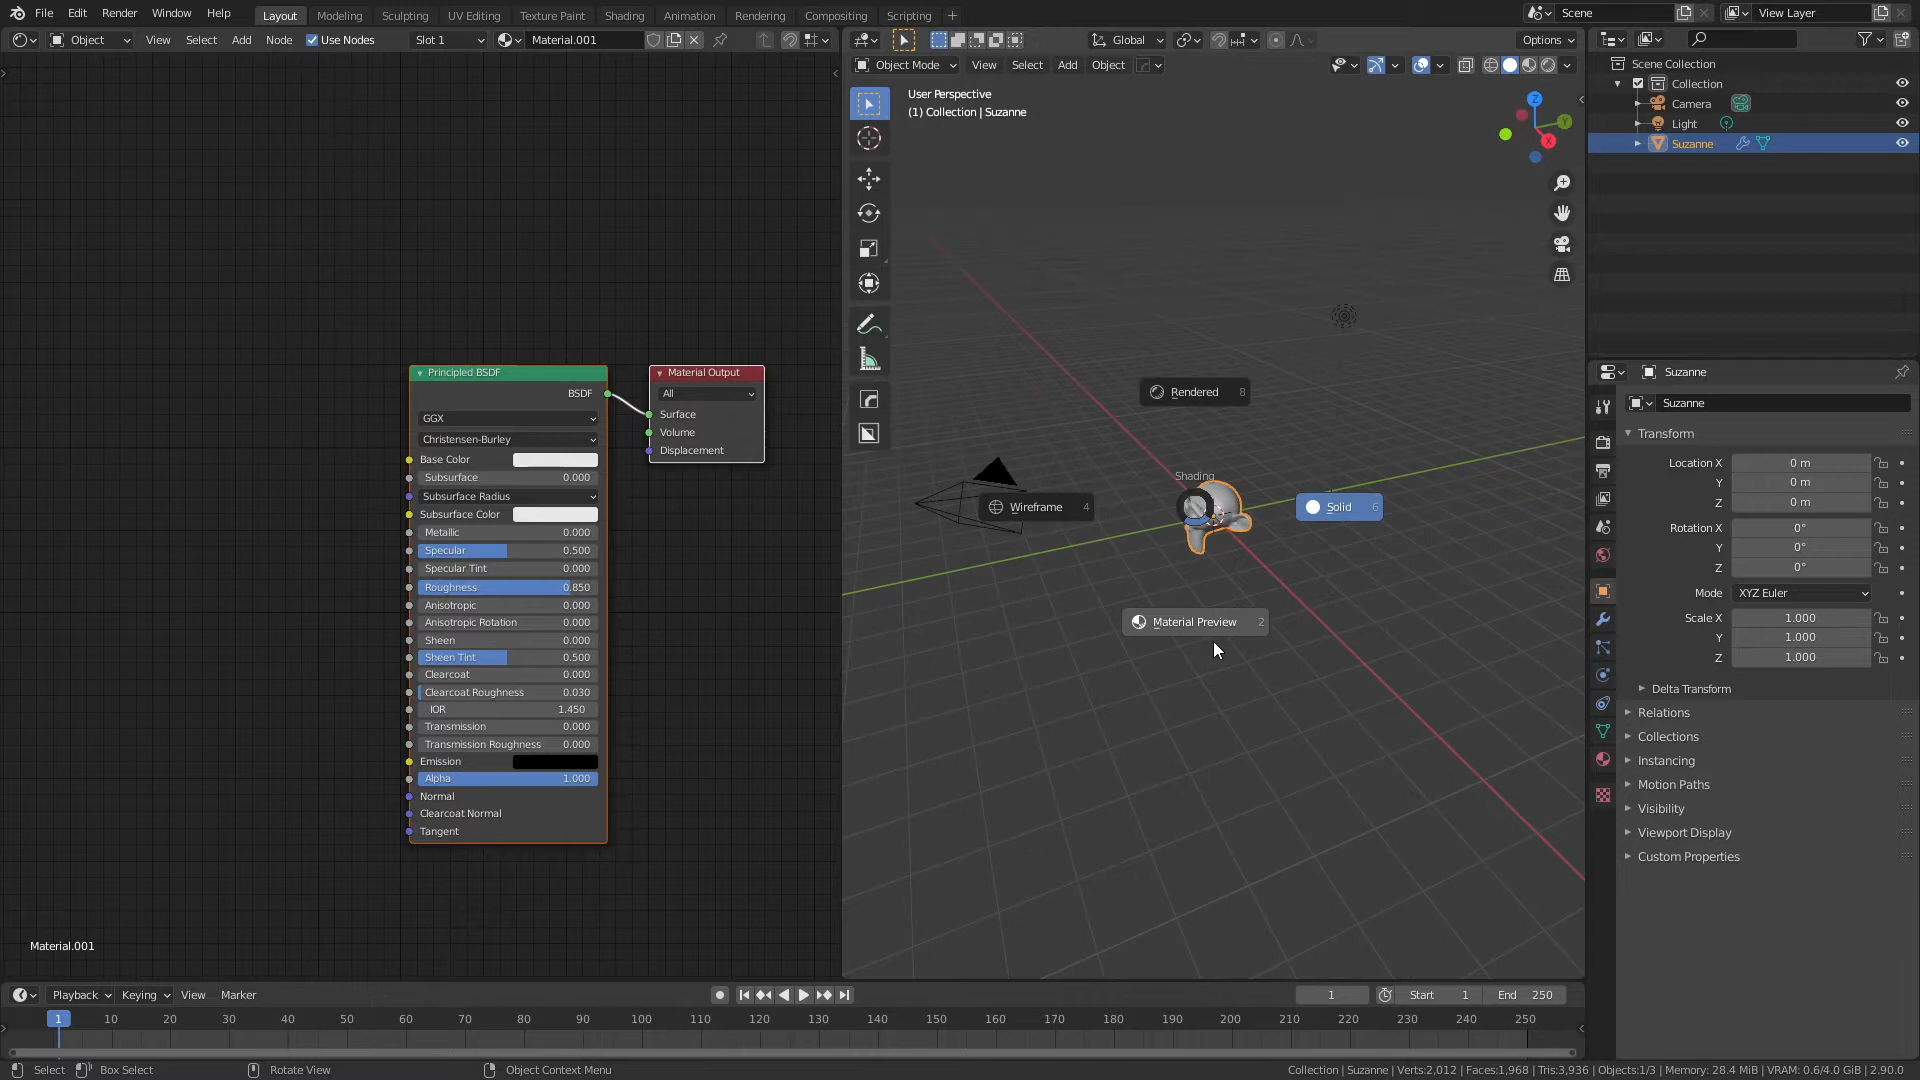 File Edit Render Window Help Layout Modeling Sculpting UV Editing Texture Paint Shading Animation Rendering Compositing Scripting + Scene View Layer
Object View Select Add Node Use Nodes Slot 1 Material.001 Global Options
Object Mode View Select Add Object
User Perspective
(1) Collection | Suzanne
Z
Y
X
Scene Collection
Collection
Camera
Light
Suzanne
Principled BSDF
BSDF
GGX
Christensen-Burley
Base Color
Subsurface 0.000
Subsurface Radius
Subsurface Color
Metallic 0.000
Specular 0.500
Specular Tint 0.000
Roughness 0.850
Anisotropic 0.000
Anisotropic Rotation 0.000
Sheen 0.000
Sheen Tint 0.500
Clearcoat 0.000
Clearcoat Roughness 0.030
IOR 1.450
Transmission 0.000
Transmission Roughness 0.000
Emission
Alpha 1.000
Normal
Clearcoat Normal
Tangent
Material Output
All
Surface
Volume
Displacement
Material.001
Rendered 8
Shading
Wireframe 4
Solid 6
Material Preview 2
Suzanne
Suzanne
Transform
Location X 0 m
Y 0 m
Z 0 m
Rotation X 0°
Y 0°
Z 0°
Mode XYZ Euler
Scale X 1.000
Y 1.000
Z 1.000
Delta Transform
Relations
Collections
Instancing
Motion Paths
Visibility
Viewport Display
Custom Properties
Playback Keying View Marker 1 Start 1 End 250
1 10 20 30 40 50 60 70 80 90 100 110 120 130 140 150 160 170 180 190 200 210 220 230 240 250
Select Box Select Rotate View Object Context Menu Collection | Suzanne | Verts:2,012 | Faces:1,968 | Tris:3,936 | Objects:1/3 | Memory: 28.4 MiB | VRAM: 0.6/4.0 GiB | 2.90.0